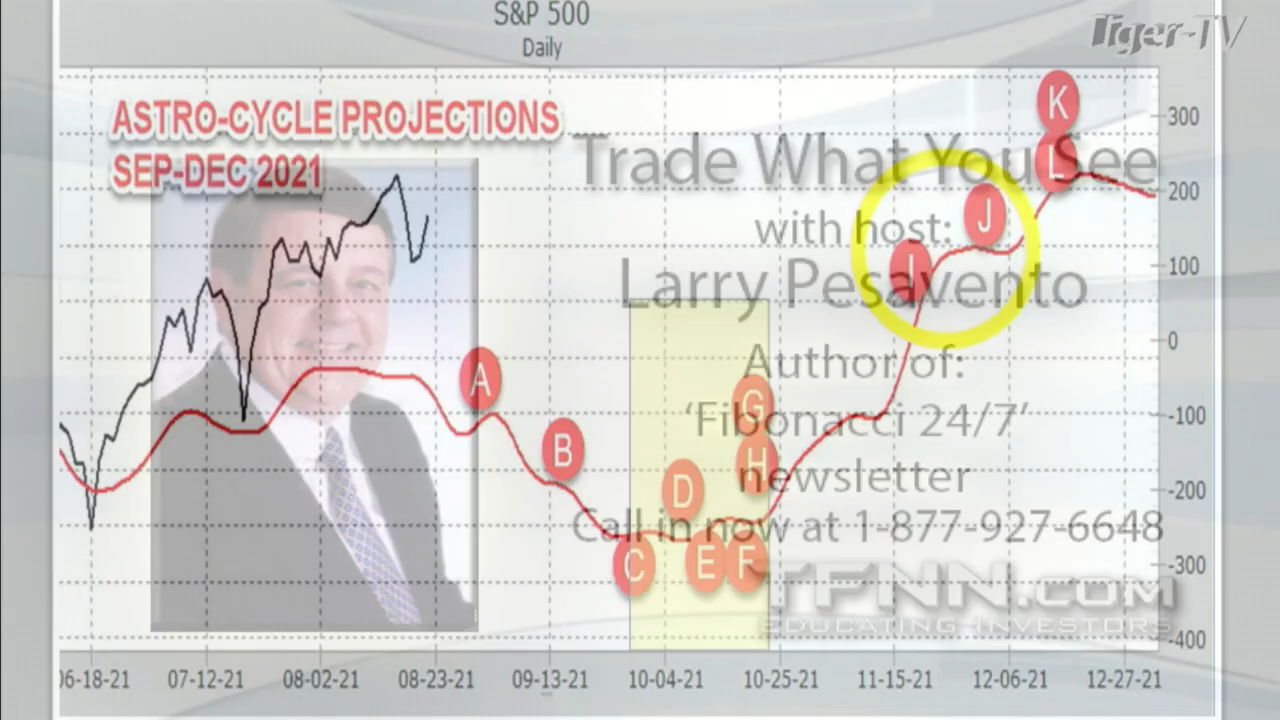 S&P 500
Daily
Tiger-TV
ASTRO-CYCLE PROJECTIONS
SEP-DEC 2021
Trade What You See
with host:
Larry Pesavento
Author of:
'Fibonacci 24/7'
newsletter
Call in now at 1-877-927-6648
TFNN.COM
EDUCATING INVESTORS
A
B
C
D
E
F
G
H
I
J
K
L
300
200
100
0
-100
-200
-300
-400
06-18-21 07-12-21 08-02-21 08-23-21 09-13-21 10-04-21 10-25-21 11-15-21 12-06-21 12-27-21